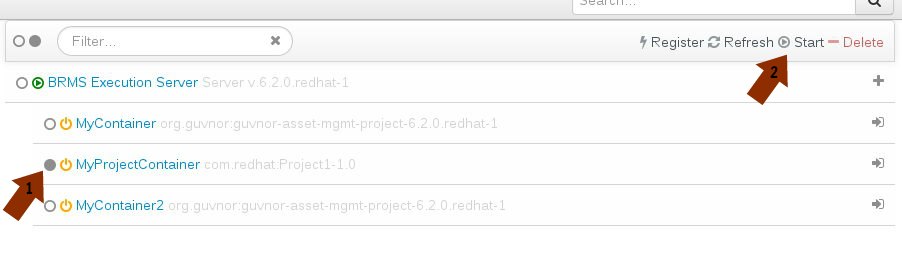 Search...
Filter... Register Refresh Start Delete
2
BRMS Execution Server Server v:6.2.0.redhat-1
MyContainer org.guvnor:guvnor-asset-mgmt-project-6.2.0.redhat-1
MyProjectContainer com.redhat:Project1-1.0
1
MyContainer2 org.guvnor:guvnor-asset-mgmt-project-6.2.0.redhat-1